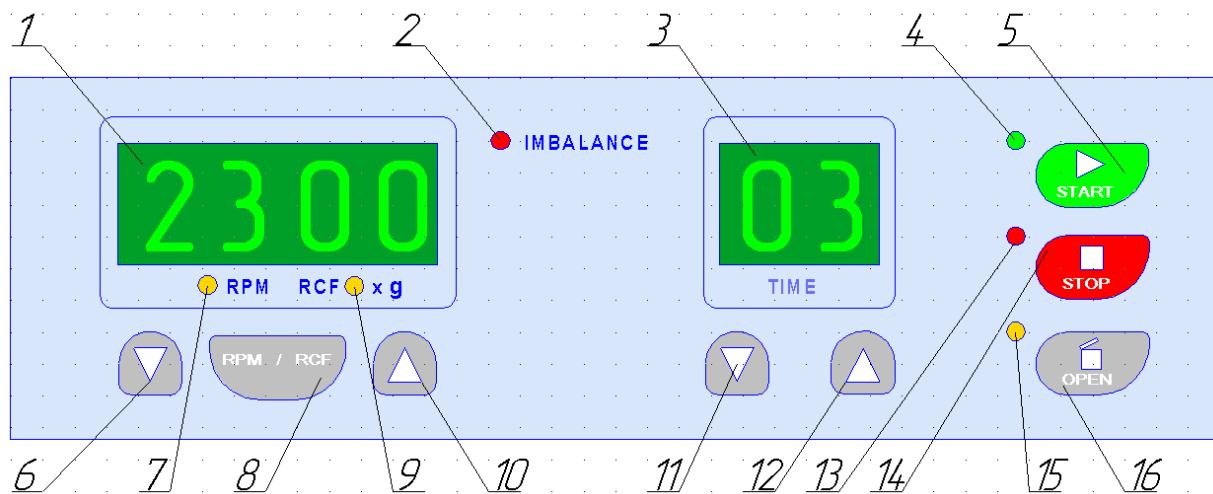 1 2 3 4 5
IMBALANCE
2300 03
START
RPM RCF x g TIME
STOP
RPM / RCF
OPEN
6 7 8 9 10 11 12 13 14 15 16